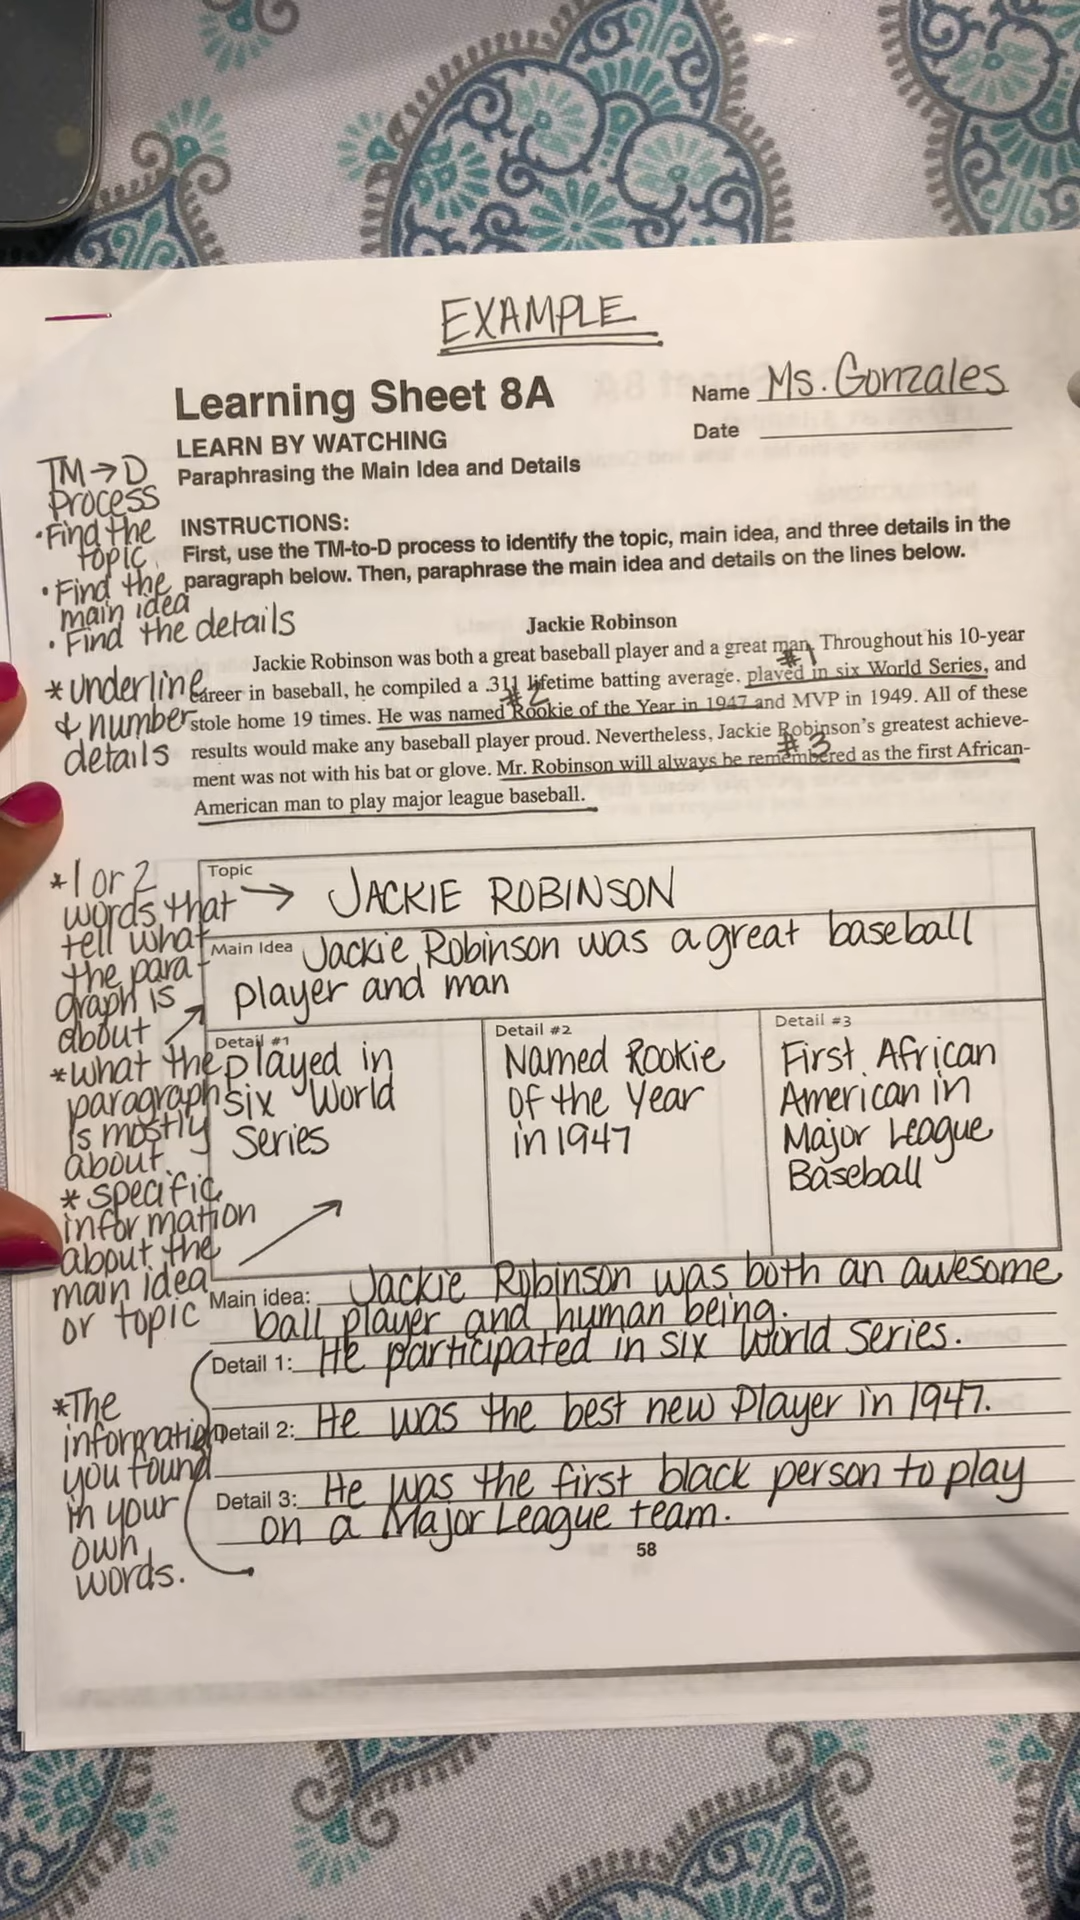 EXAMPLE
Learning Sheet 8A
Name Ms. Gonzales
Date
LEARN BY WATCHING
Paraphrasing the Main Idea and Details
TM → D
Process
• Find the
topic
• Find the
main idea
• Find the details
INSTRUCTIONS:
First, use the TM-to-D process to identify the topic, main idea, and three details in the
paragraph below. Then, paraphrase the main idea and details on the lines below.
Jackie Robinson
Jackie Robinson was both a great baseball player and a great man. Throughout his 10-year
career in baseball, he compiled a .311 lifetime batting average, played in six World Series, and
stole home 19 times. He was named Rookie of the Year in 1947 and MVP in 1949. All of these
results would make any baseball player proud. Nevertheless, Jackie Robinson's greatest achieve-
ment was not with his bat or glove. Mr. Robinson will always be remembered as the first African-
American man to play major league baseball.
#1
#2
#3
* underline
& number
details
* 1 or 2
words that
tell what
the para-
graph is
about
Topic → JACKIE ROBINSON
Main Idea Jackie Robinson was a great baseball
player and man
* what the
paragraph
is mostly
about.
Detail #1
played in
six World
Series
Detail #2
Named Rookie
Of the Year
in 1947
Detail #3
First African
American in
Major League
Baseball
* specific
information
about the
main idea
or topic
Main idea: Jackie Robinson was both an awesome
ball player and human being.
Detail 1: He participated in six World Series.
Detail 2: He was the best new Player in 1947.
Detail 3: He was the first black person to play
on a Major League team.
* The
information
you found
in your
own
words.
58